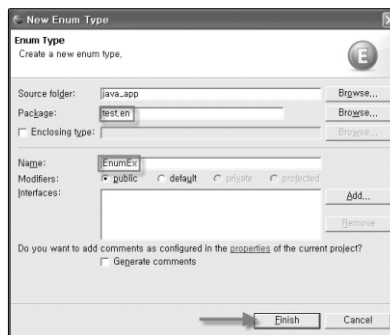 New Enum Type
Enum Type
Create a new enum type.
E
Source folder: java_app Browse...
Package: test.en Browse...
Enclosing type: Browse...
Name: EnumEx
Modifiers: public default private protected
Interfaces: Add...
Remove
Do you want to add comments as configured in the properties of the current project?
Generate comments
Finish Cancel